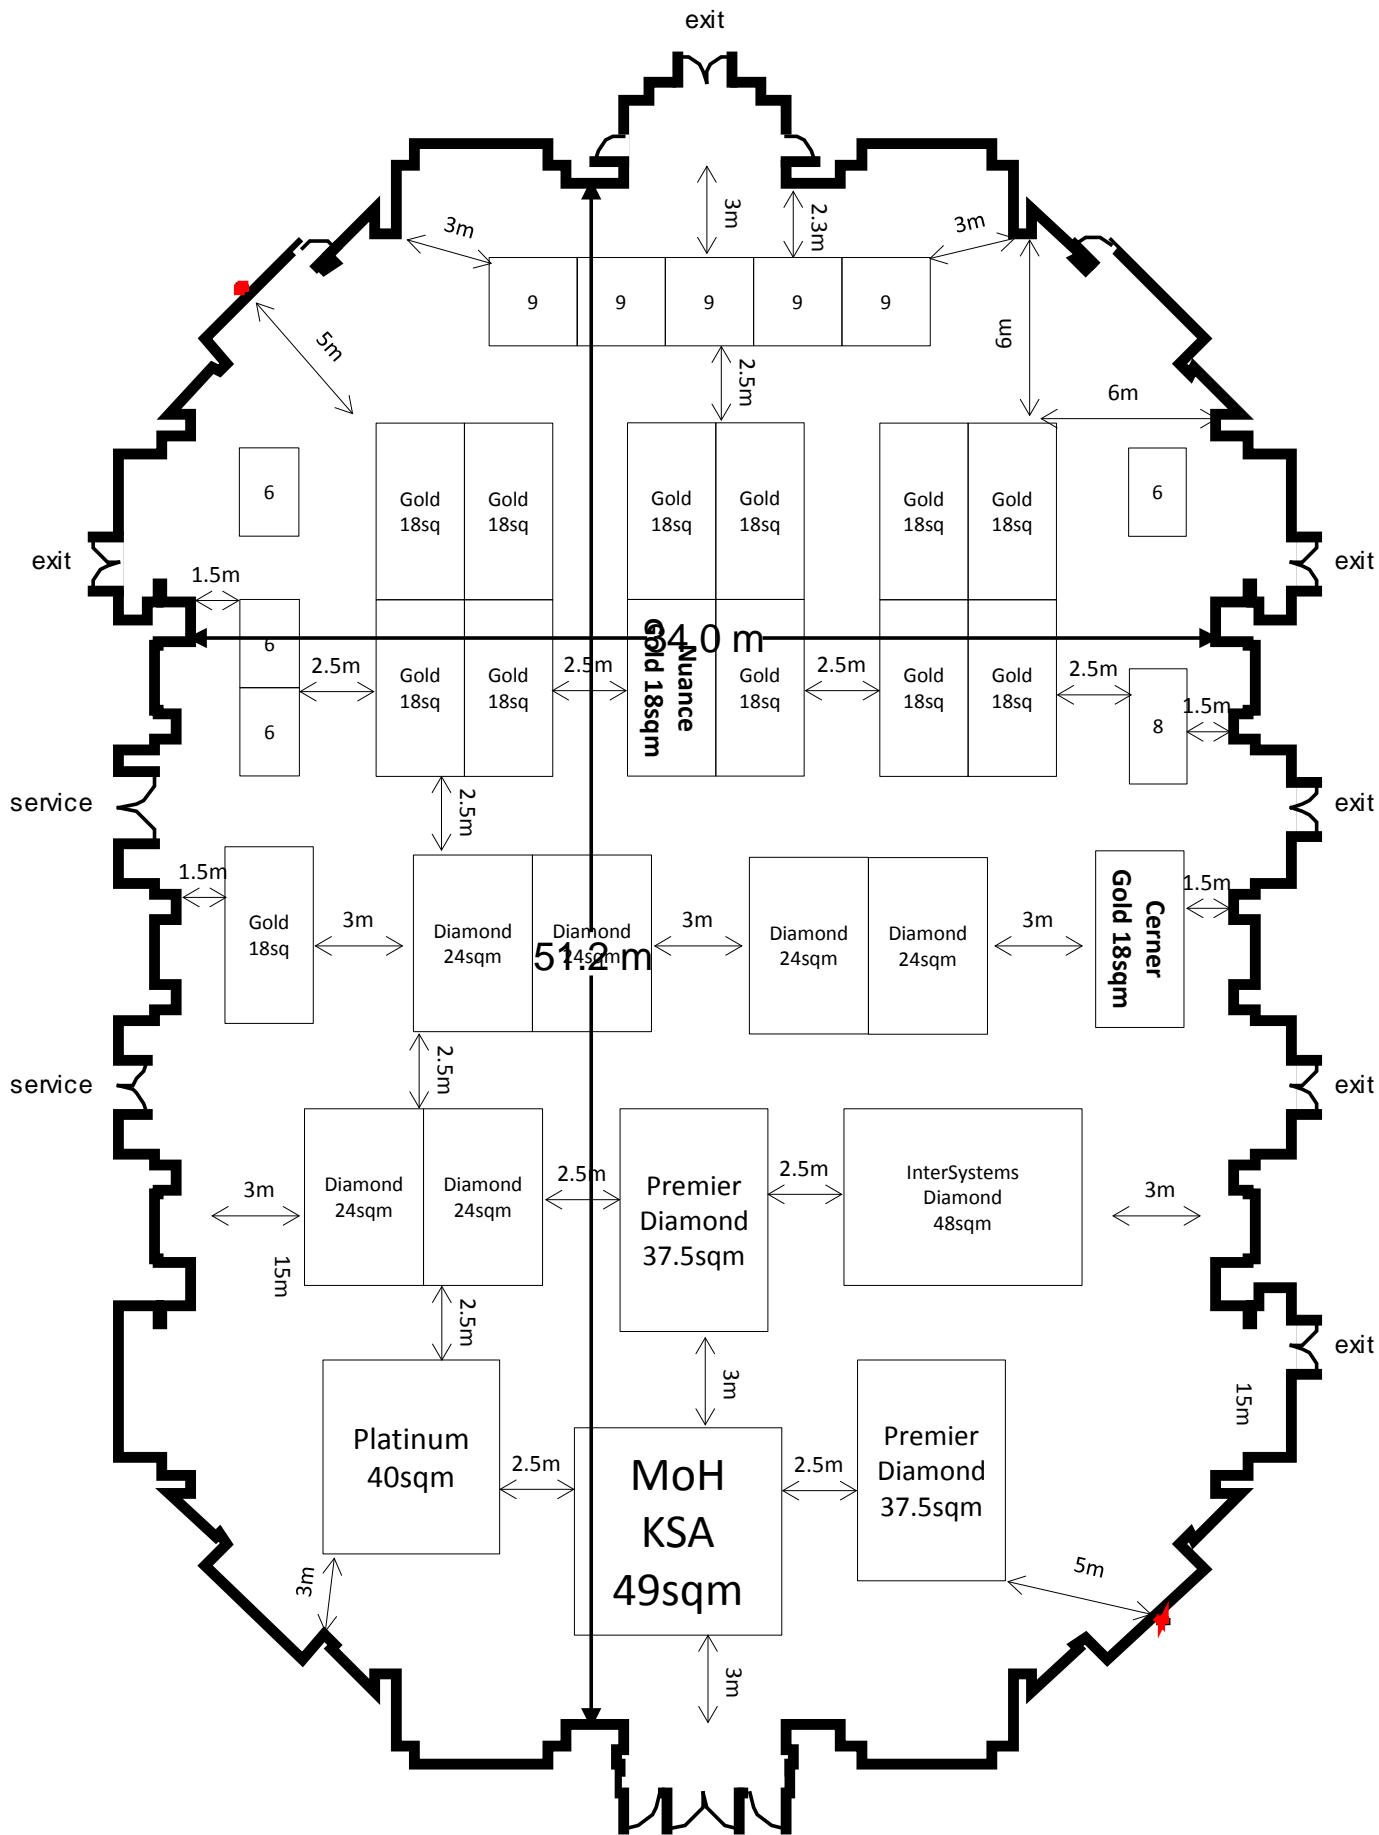 exit
3m
3m
2.3m
3m
9
9
9
9
9
5m
6m
2.5m
6m
6
Gold
18sq
Gold
18sq
Gold
18sq
Gold
18sq
Gold
18sq
Gold
18sq
6
exit
exit
1.5m
6
34.0 m
2.5m
Gold
18sq
Gold
18sq
2.5m
Nuance
Gold 18sqm
Gold
18sq
2.5m
Gold
18sq
Gold
18sq
2.5m
1.5m
6
8
service
2.5m
exit
1.5m
Gold
18sq
3m
Diamond
24sqm
Diamond
24sqm
51.2 m
3m
Diamond
24sqm
Diamond
24sqm
3m
Cerner
Gold 18sqm
1.5m
service
2.5m
exit
3m
Diamond
24sqm
Diamond
24sqm
2.5m
Premier
Diamond
37.5sqm
2.5m
InterSystems
Diamond
48sqm
3m
15m
2.5m
exit
3m
15m
Platinum
40sqm
2.5m
MoH
KSA
49sqm
2.5m
Premier
Diamond
37.5sqm
3m
5m
3m